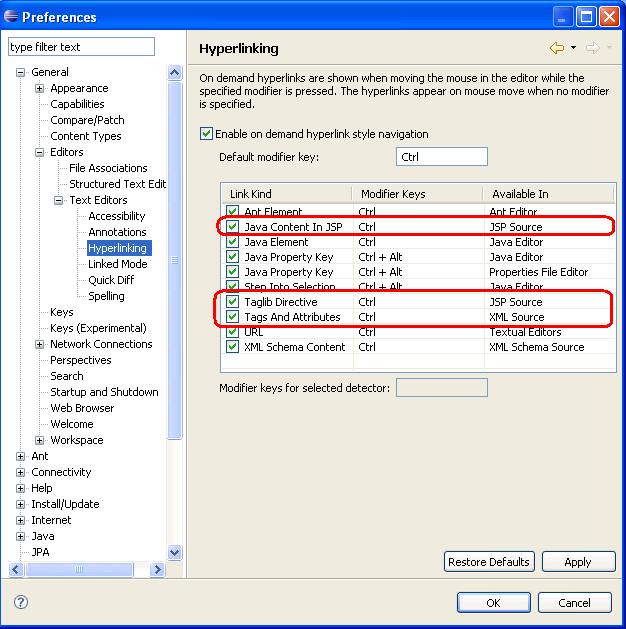 Preferences
type filter text
General
Appearance
Capabilities
Compare/Patch
Content Types
Editors
File Associations
Structured Text Edit
Text Editors
Accessibility
Annotations
Hyperlinking
Linked Mode
Quick Diff
Spelling
Keys
Keys (Experimental)
Network Connections
Perspectives
Search
Startup and Shutdown
Web Browser
Welcome
Workspace
Ant
Connectivity
Help
Install/Update
Internet
Java
JPA
Hyperlinking
On demand hyperlinks are shown when moving the mouse in the editor while the
specified modifier is pressed. The hyperlinks appear on mouse move when no modifier
is specified.
Enable on demand hyperlink style navigation
Default modifier key: Ctrl
Link Kind Modifier Keys Available In
Ant Element Ctrl Ant Editor
Java Content In JSP Ctrl JSP Source
Java Element Ctrl Java Editor
Java Property Key Ctrl + Alt Java Editor
Java Property Key Ctrl + Alt Properties File Editor
Step Into Selection Ctrl + Alt Java Editor
Taglib Directive Ctrl JSP Source
Tags And Attributes Ctrl XML Source
URL Ctrl Textual Editors
XML Schema Content Ctrl XML Schema Source
Modifier keys for selected detector:
Restore Defaults Apply
? OK Cancel